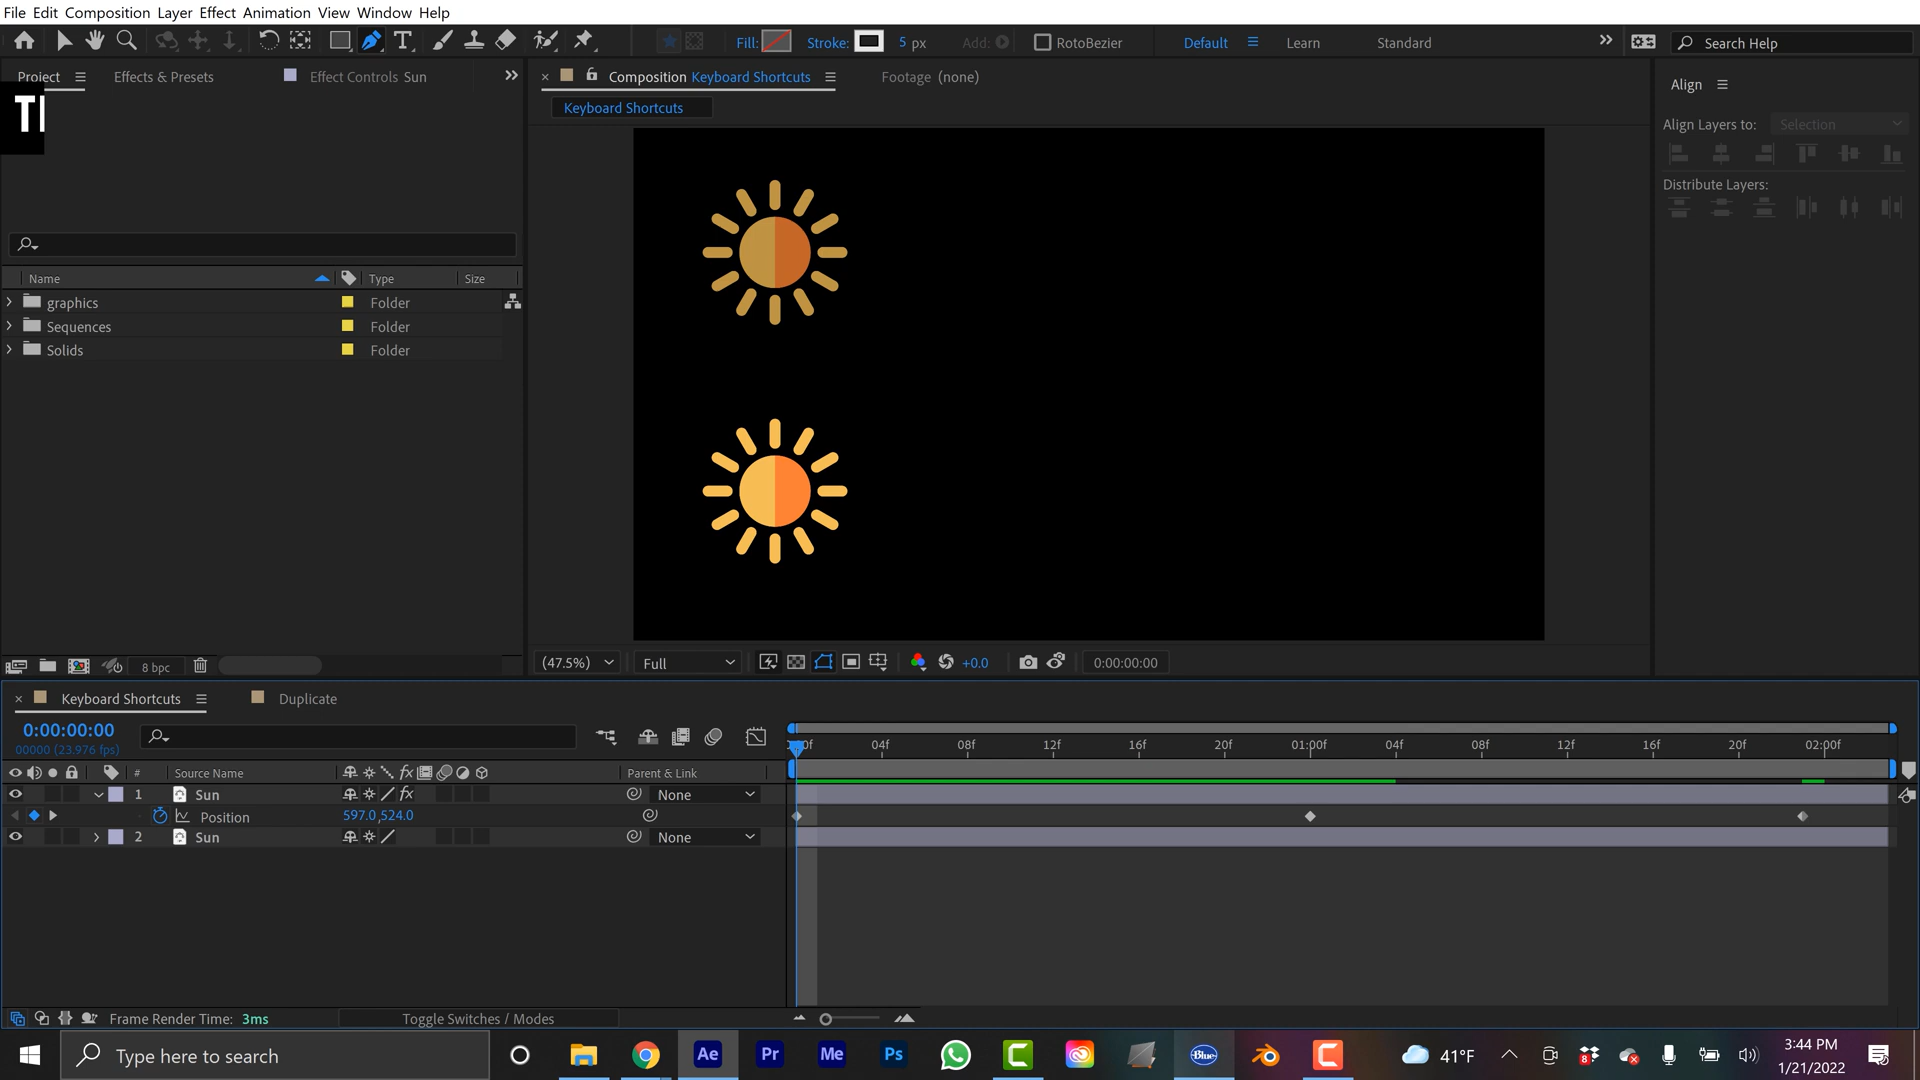 File Edit Composition Layer Effect Animation View Window Help
Fill: Stroke: 5 px Add: RotoBezier Default Learn Standard Search Help
Project Effects & Presets Effect Controls Sun Composition Keyboard Shortcuts Footage (none) Align
Keyboard Shortcuts
Align Layers to: Selection
Distribute Layers:
Name Type Size
graphics Folder
Sequences Folder
Solids Folder
8 bpc (47.5%) Full +0.0 0:00:00:00
Keyboard Shortcuts Duplicate
0:00:00:00
00000 (23.976 fps)
04f 08f 12f 16f 20f 01:00f 04f 08f 12f 16f 20f 02:00f
# Source Name fx Parent & Link
1 Sun fx None
Position 597.0,524.0
2 Sun None
Frame Render Time: 3ms Toggle Switches / Modes
Type here to search Ae Pr Me Ps Blue 8 41°F 3:44 PM
1/21/2022